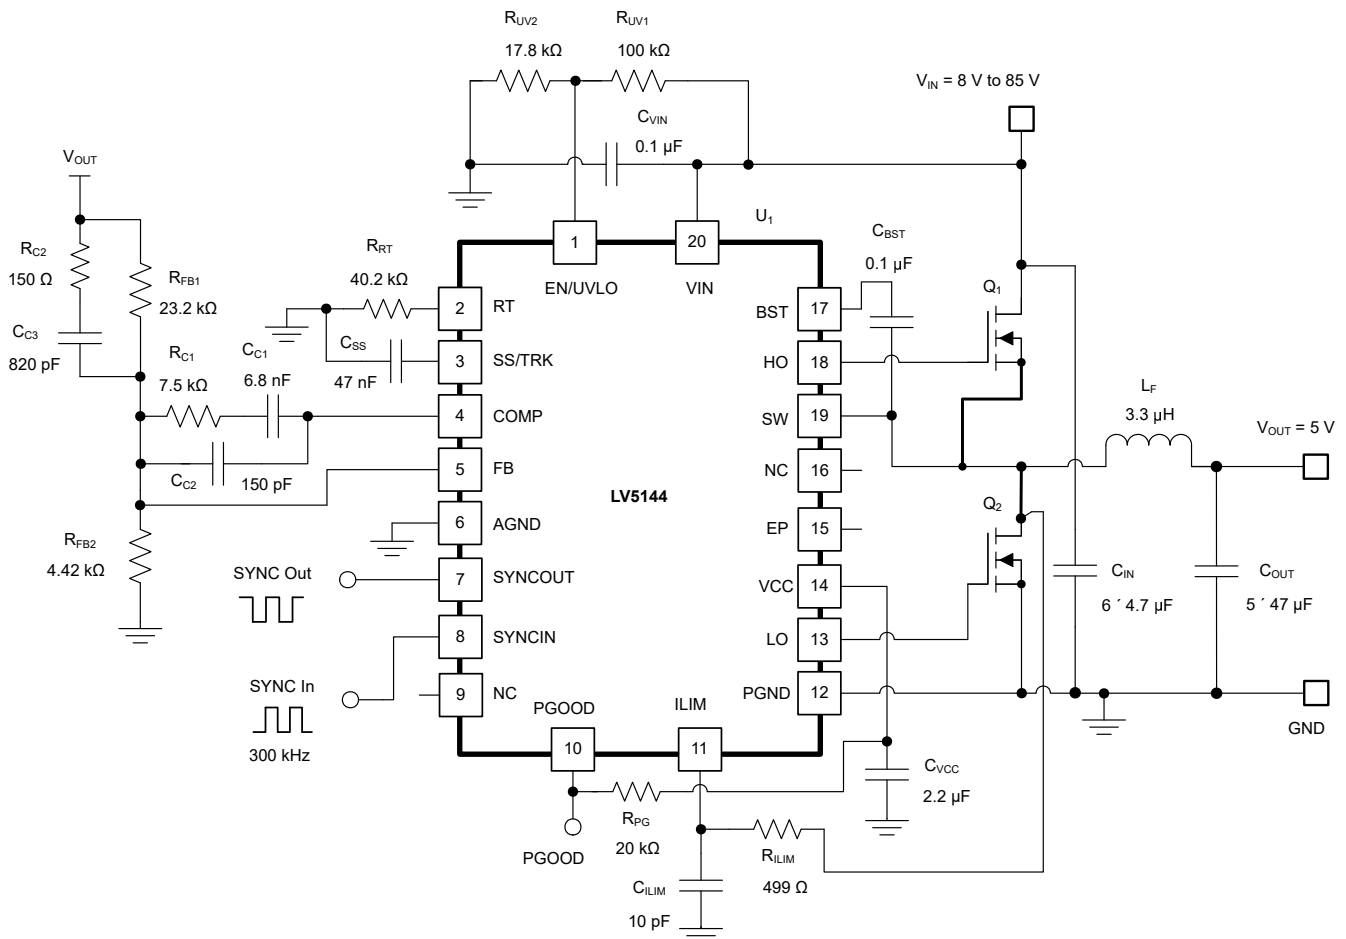 RUV2
17.8 kΩ
RUV1
100 kΩ
VIN = 8 V to 85 V
CVIN
0.1 µF
VOUT
U1
RC2
150 Ω
RFB1
23.2 kΩ
CC3
820 pF
RRT
40.2 kΩ
CSS
47 nF
RC1
7.5 kΩ
CC1
6.8 nF
CC2
150 pF
RFB2
4.42 kΩ
SYNC Out
SYNC In
300 kHz
1
EN/UVLO
20
VIN
2
RT
3
SS/TRK
4
COMP
5
FB
6
AGND
7
SYNCOUT
8
SYNCIN
9
NC
LV5144
BST
17
HO
18
SW
19
NC
16
EP
15
VCC
14
LO
13
PGND
12
PGOOD
10
ILIM
11
CBST
0.1 µF
Q1
LF
3.3 µH
VOUT = 5 V
Q2
CIN
6 ´ 4.7 µF
COUT
5 ´ 47 µF
GND
CVCC
2.2 µF
RPG
20 kΩ
PGOOD
RILIM
499 Ω
CILIM
10 pF